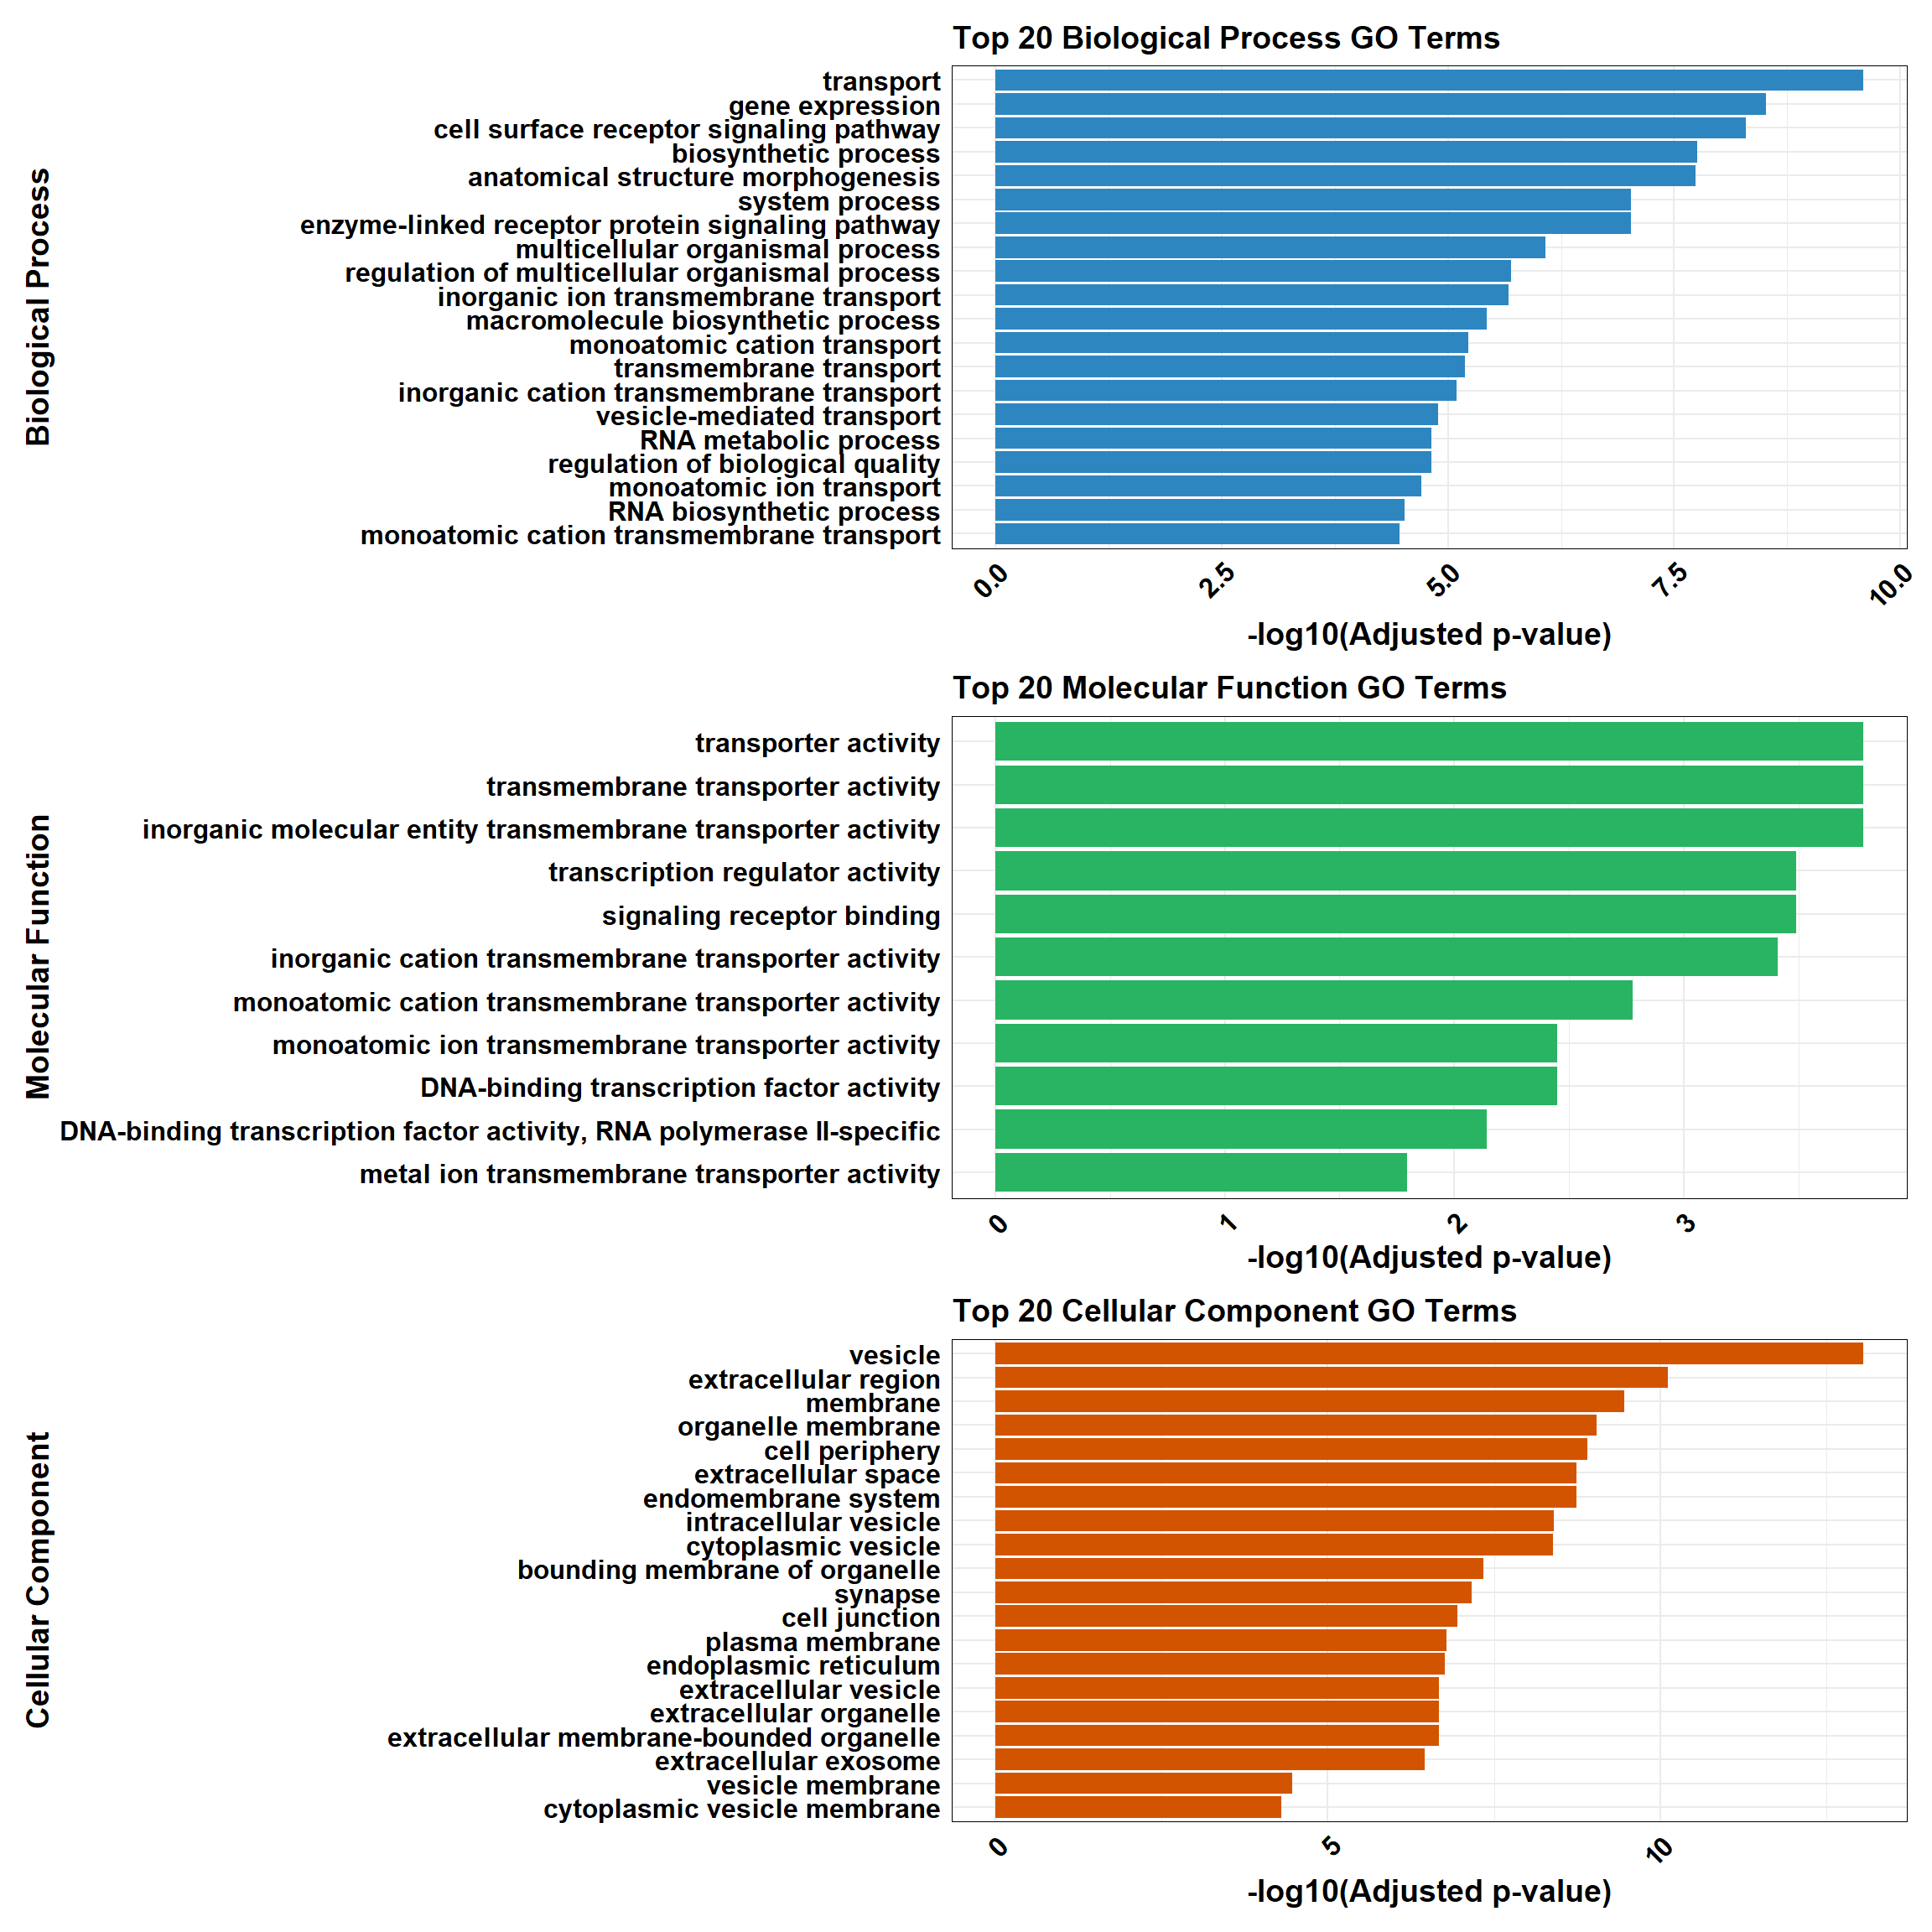 Top 20 Biological Process GO Terms
Biological Process
transport
gene expression
cell surface receptor signaling pathway
biosynthetic process
anatomical structure morphogenesis
system process
enzyme-linked receptor protein signaling pathway
multicellular organismal process
regulation of multicellular organismal process
inorganic ion transmembrane transport
macromolecule biosynthetic process
monoatomic cation transport
transmembrane transport
inorganic cation transmembrane transport
vesicle-mediated transport
RNA metabolic process
regulation of biological quality
monoatomic ion transport
RNA biosynthetic process
monoatomic cation transmembrane transport
0.0 2.5 5.0 7.5 10.0
-log10(Adjusted p-value)
Top 20 Molecular Function GO Terms
Molecular Function
transporter activity
transmembrane transporter activity
inorganic molecular entity transmembrane transporter activity
transcription regulator activity
signaling receptor binding
inorganic cation transmembrane transporter activity
monoatomic cation transmembrane transporter activity
monoatomic ion transmembrane transporter activity
DNA-binding transcription factor activity
DNA-binding transcription factor activity, RNA polymerase II-specific
metal ion transmembrane transporter activity
0 1 2 3
-log10(Adjusted p-value)
Top 20 Cellular Component GO Terms
Cellular Component
vesicle
extracellular region
membrane
organelle membrane
cell periphery
extracellular space
endomembrane system
intracellular vesicle
cytoplasmic vesicle
bounding membrane of organelle
synapse
cell junction
plasma membrane
endoplasmic reticulum
extracellular vesicle
extracellular organelle
extracellular membrane-bounded organelle
extracellular exosome
vesicle membrane
cytoplasmic vesicle membrane
0 5 10
-log10(Adjusted p-value)